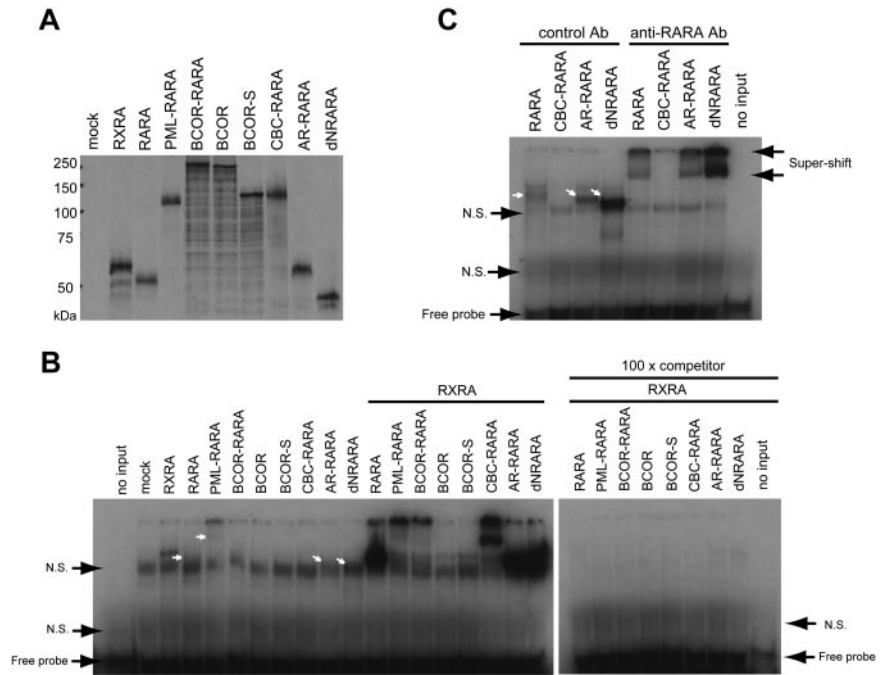 A
mock
RXRA
RARA
PML-RARA
BCOR-RARA
BCOR
BCOR-S
CBC-RARA
AR-RARA
dNRARA
250
150
100
75
50
kDa
C
control Ab
anti-RARA Ab
RARA
CBC-RARA
AR-RARA
dNRARA
RARA
CBC-RARA
AR-RARA
dNRARA
no input
Super-shift
N.S.
N.S.
Free probe
B
RXRA
no input
mock
RXRA
RARA
PML-RARA
BCOR-RARA
BCOR
BCOR-S
CBC-RARA
AR-RARA
dNRARA
RARA
PML-RARA
BCOR-RARA
BCOR
BCOR-S
CBC-RARA
AR-RARA
dNRARA
N.S.
N.S.
Free probe
100 x competitor
RXRA
RARA
PML-RARA
BCOR-RARA
BCOR
BCOR-S
CBC-RARA
AR-RARA
dNRARA
no input
N.S.
Free probe